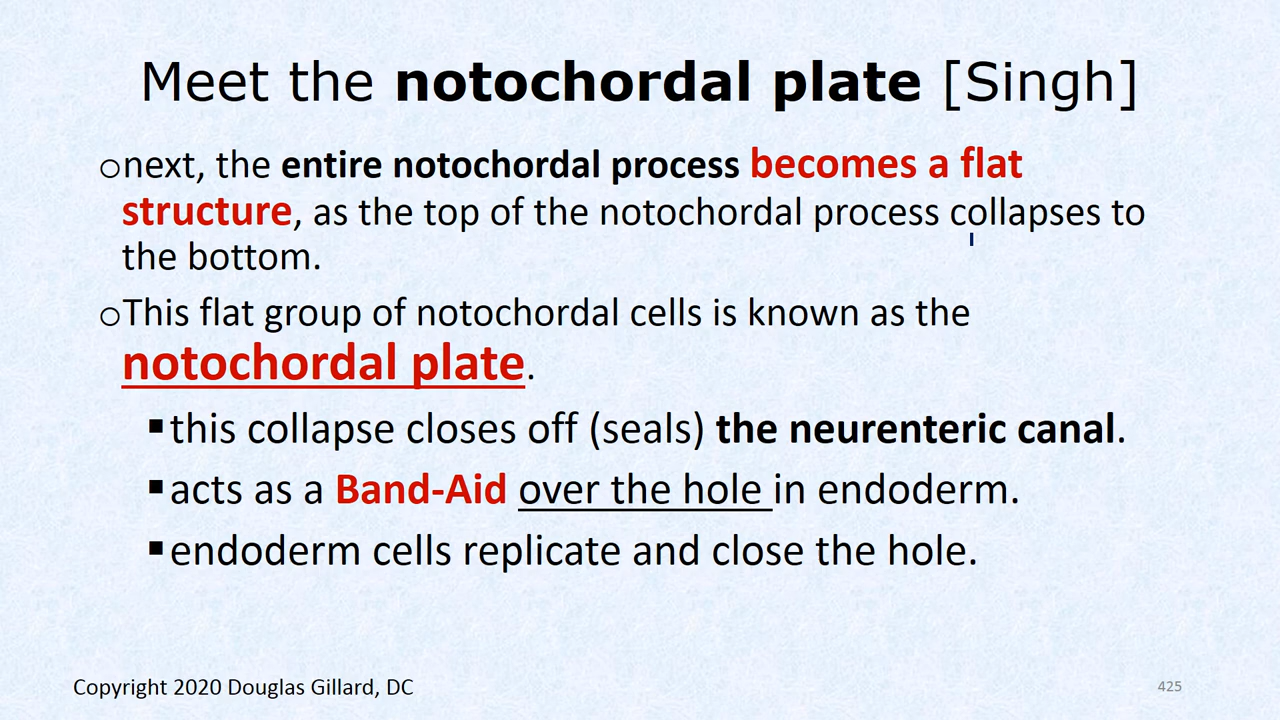 Meet the notochordal plate [Singh]
○next, the entire notochordal process becomes a flat
structure, as the top of the notochordal process collapses to
the bottom.
○This flat group of notochordal cells is known as the
notochordal plate.
▪this collapse closes off (seals) the neurenteric canal.
▪acts as a Band-Aid over the hole in endoderm.
▪endoderm cells replicate and close the hole.
Copyright 2020 Douglas Gillard, DC
425